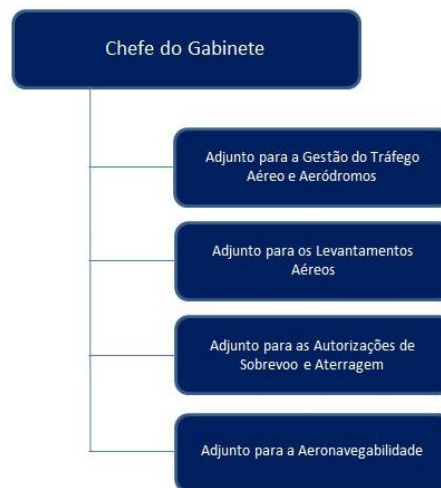 Chefe do Gabinete
Adjunto para a Gestão do Tráfego
Aéreo e Aeródromos
Adjunto para os Levantamentos
Aéreos
Adjunto para as Autorizações de
Sobrevoo e Aterragem
Adjunto para a Aeronavegabilidade